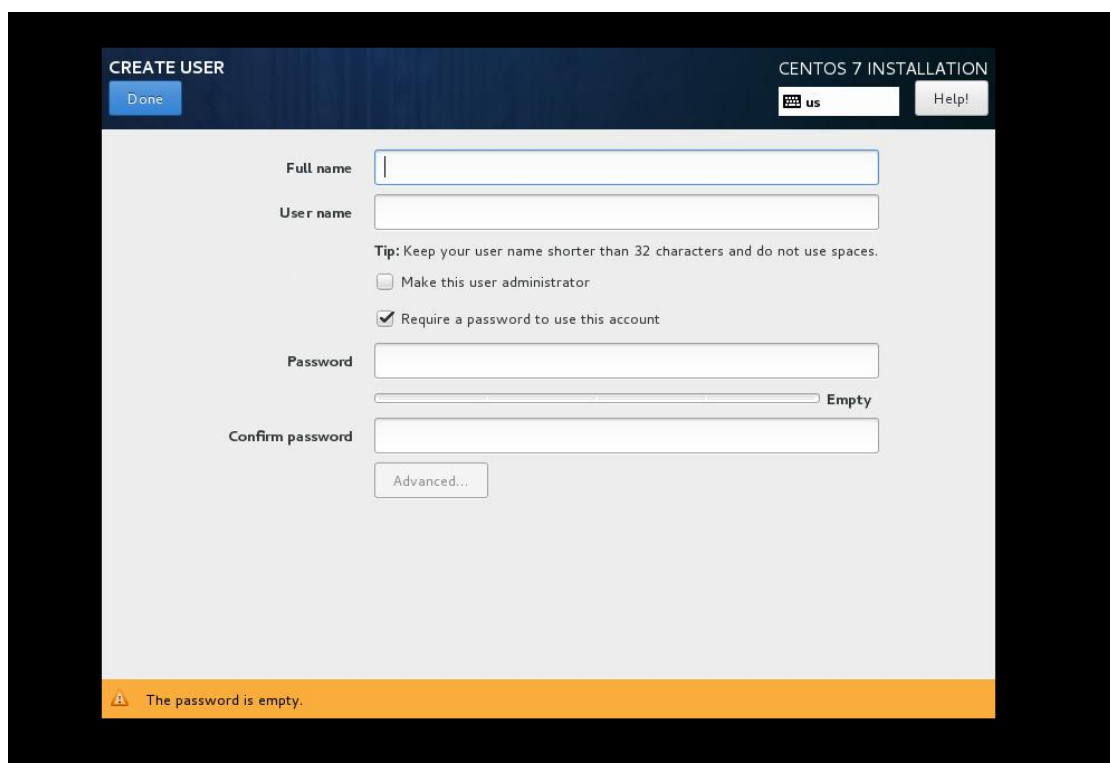 CREATE USER
CENTOS 7 INSTALLATION
Done
us
Help!
Full name
User name
Tip: Keep your user name shorter than 32 characters and do not use spaces.
Make this user administrator
Require a password to use this account
Password
Empty
Confirm password
Advanced...
The password is empty.